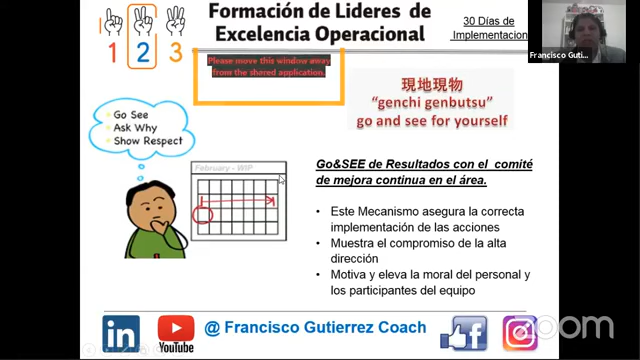 Formación de Lideres de
Excelencia Operacional
30 Días de
Implementacion
Francisco Guti...
1 2 3
Please move this window away
from the shared application.
現地現物
“genchi genbutsu”
go and see for yourself
Go See
Ask Why
Show Respect
February - WIP
Go&SEE de Resultados con el comité
de mejora continua en el área.
Este Mecanismo asegura la correcta
implementación de las acciones
Muestra el compromiso de la alta
dirección
Motiva y eleva la moral del personal y
los participantes del equipo
in
YouTube
@ Francisco Gutierrez Coach
f
zoom